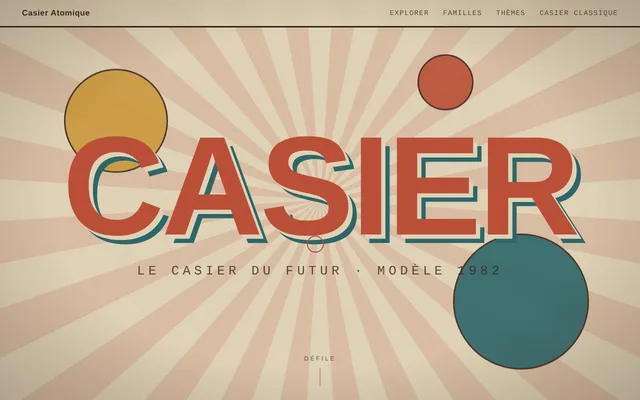 Casier Atomique
EXPLORER FAMILLES THÈMES CASIER CLASSIQUE
CASIER
LE CASIER DU FUTUR · MODÈLE 1982
DÉFILE